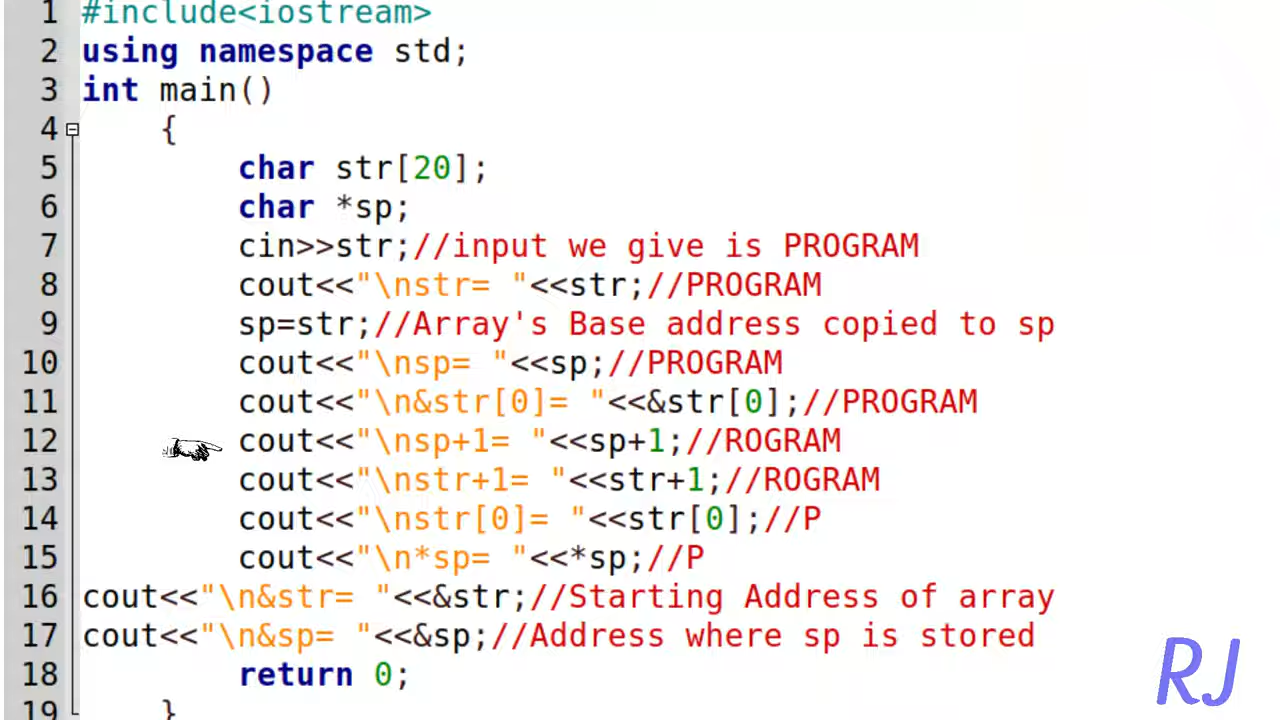 1 #include<iostream>
2 using namespace std;
3 int main()
4 {
5 char str[20];
6 char *sp;
7 cin>>str;//input we give is PROGRAM
8 cout<<"\nstr= "<<str;//PROGRAM
9 sp=str;//Array's Base address copied to sp
10 cout<<"\nsp= "<<sp;//PROGRAM
11 cout<<"\n&str[0]= "<<&str[0];//PROGRAM
12 cout<<"\nsp+1= "<<sp+1;//ROGRAM
13 cout<<"\nstr+1= "<<str+1;//ROGRAM
14 cout<<"\nstr[0]= "<<str[0];//P
15 cout<<"\n*sp= "<<*sp;//P
16 cout<<"\n&str= "<<&str;//Starting Address of array
17 cout<<"\n&sp= "<<&sp;//Address where sp is stored
18 return 0;
19 }
RJ